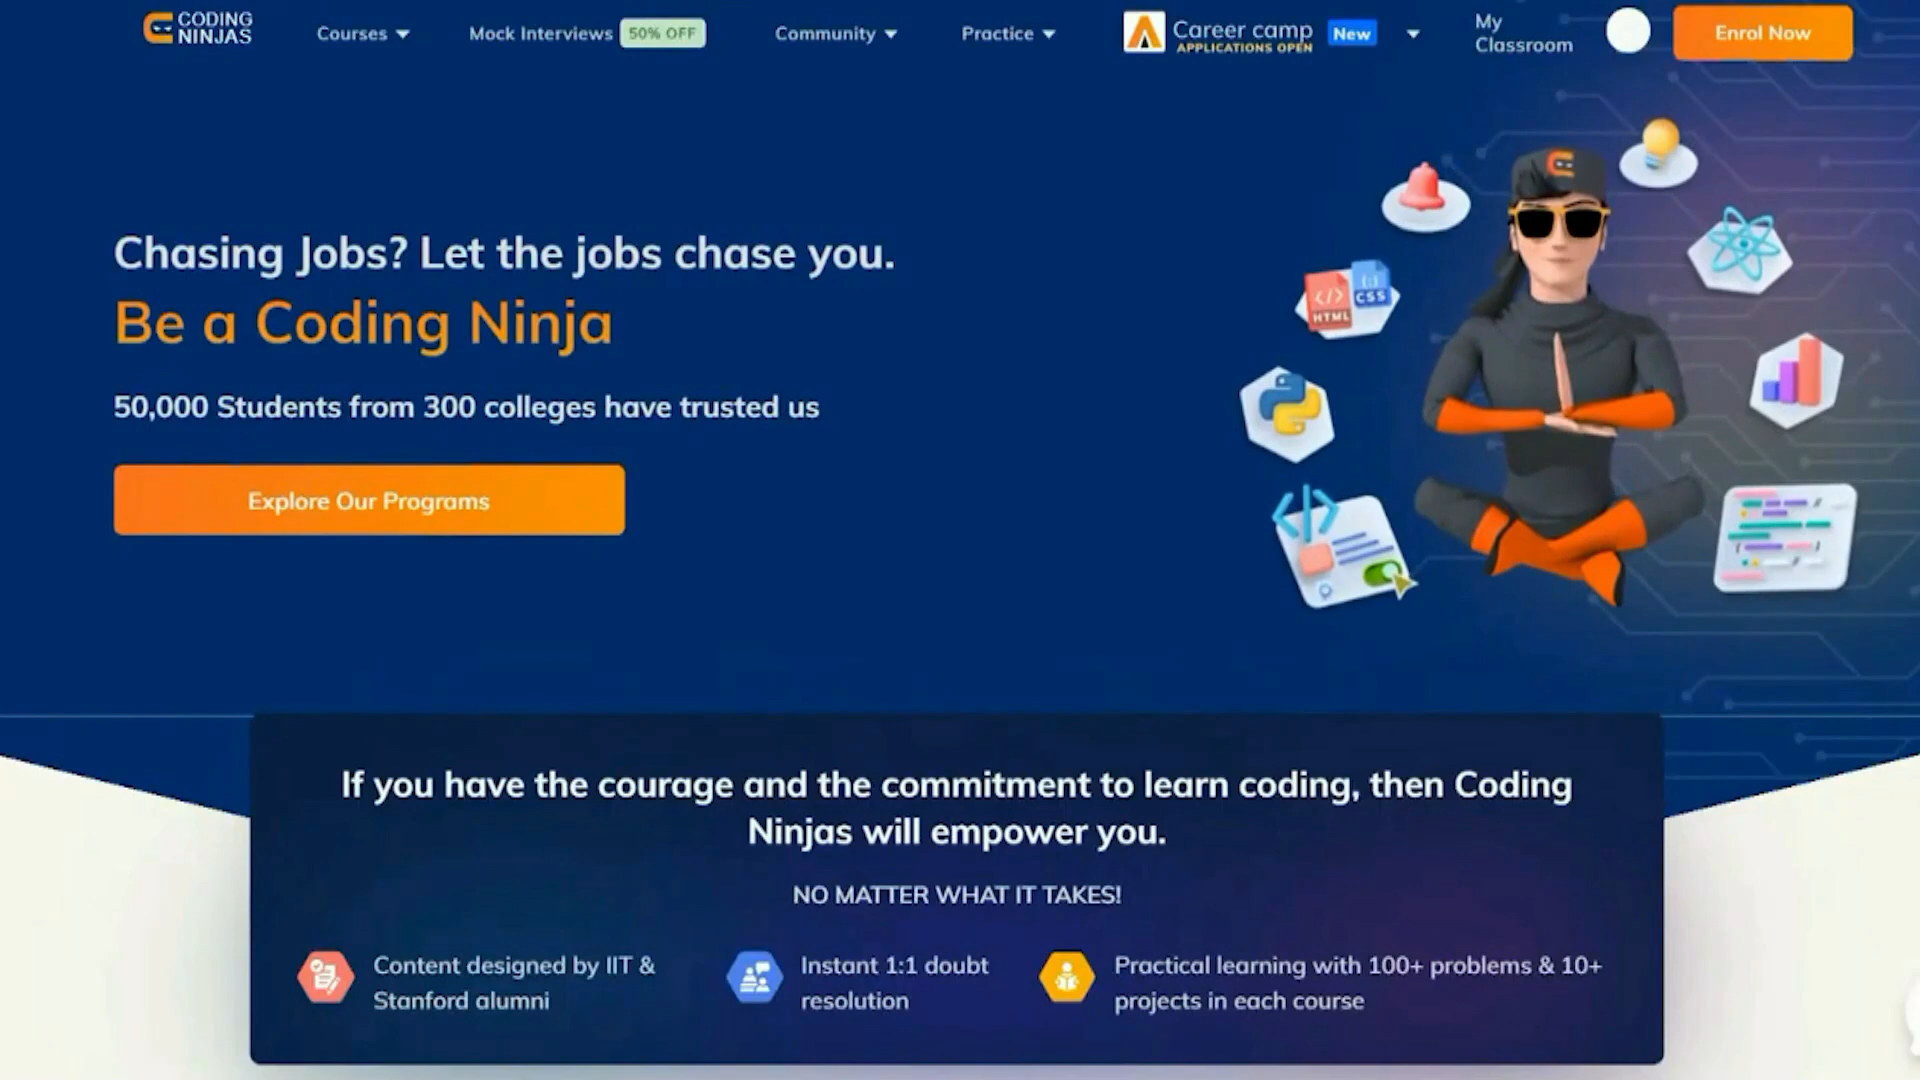 CODING
NINJAS
Courses
Mock Interviews 50% OFF
Community
Practice
Career camp
APPLICATIONS OPEN
New
My
Classroom
Enrol Now
Chasing Jobs? Let the jobs chase you.
Be a Coding Ninja
50,000 Students from 300 colleges have trusted us
Explore Our Programs
</> HTML
{;} CSS
</>
If you have the courage and the commitment to learn coding, then Coding
Ninjas will empower you.
NO MATTER WHAT IT TAKES!
Content designed by IIT &
Stanford alumni
Instant 1:1 doubt
resolution
Practical learning with 100+ problems & 10+
projects in each course